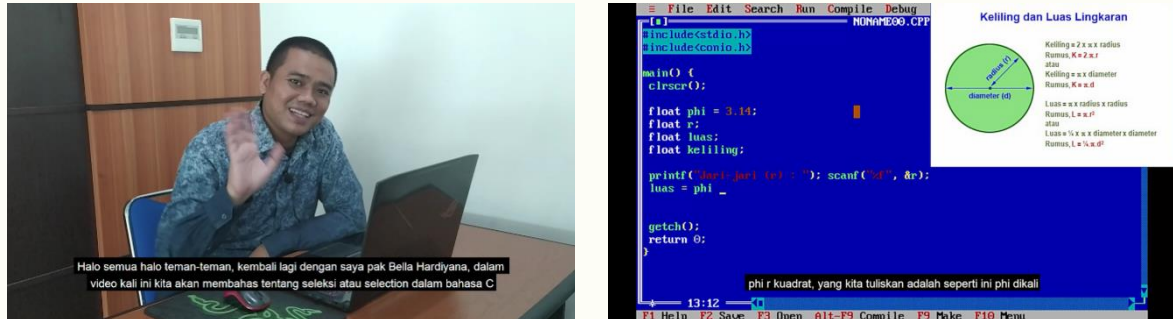 Halo semua halo teman-teman, kembali lagi dengan saya pak Bella Hardiyana, dalam
video kali ini kita akan membahas tentang seleksi atau selection dalam bahasa C
≡ File Edit Search Run Compile Debug
NONAME00.CPP
#include<stdio.h>
#include<conio.h>
main() {
clrscr();
float phi = 3.14;
float r;
float luas;
float keliling;
printf("Jari-jari (r) : "); scanf("%f", &r);
luas = phi _
getch();
return 0;
}
13:12
F1 Help F2 Save F3 Open Alt-F9 Compile F9 Make F10 Menu
phi r kuadrat, yang kita tuliskan adalah seperti ini phi dikali
Keliling dan Luas Lingkaran
radius (r)
diameter (d)
Keliling = 2 x π x radius
Rumus, K = 2.π.r
atau
Keliling = π x diameter
Rumus, K = π.d
Luas = π x radius x radius
Rumus, L = π.r²
atau
Luas = ¼ x π x diameter x diameter
Rumus, L = ¼.π.d²